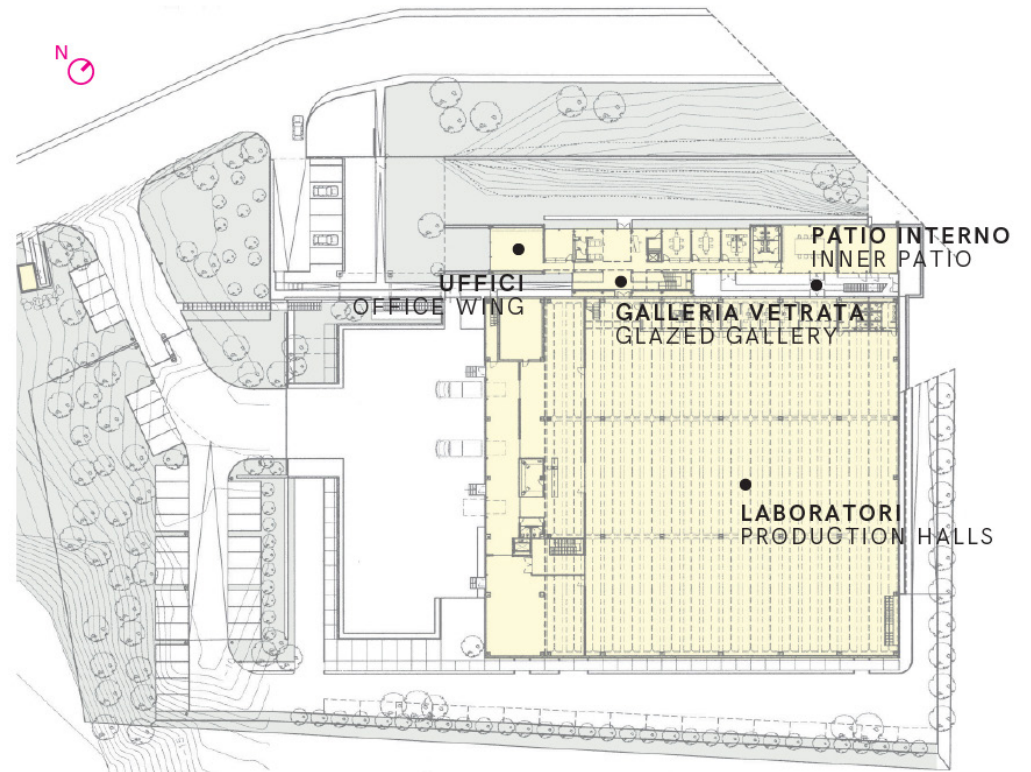 N
PATIO INTERNO
INNER PATIO
UFFICI
OFFICE WING
GALLERIA VETRATA
GLAZED GALLERY
LABORATORI
PRODUCTION HALLS